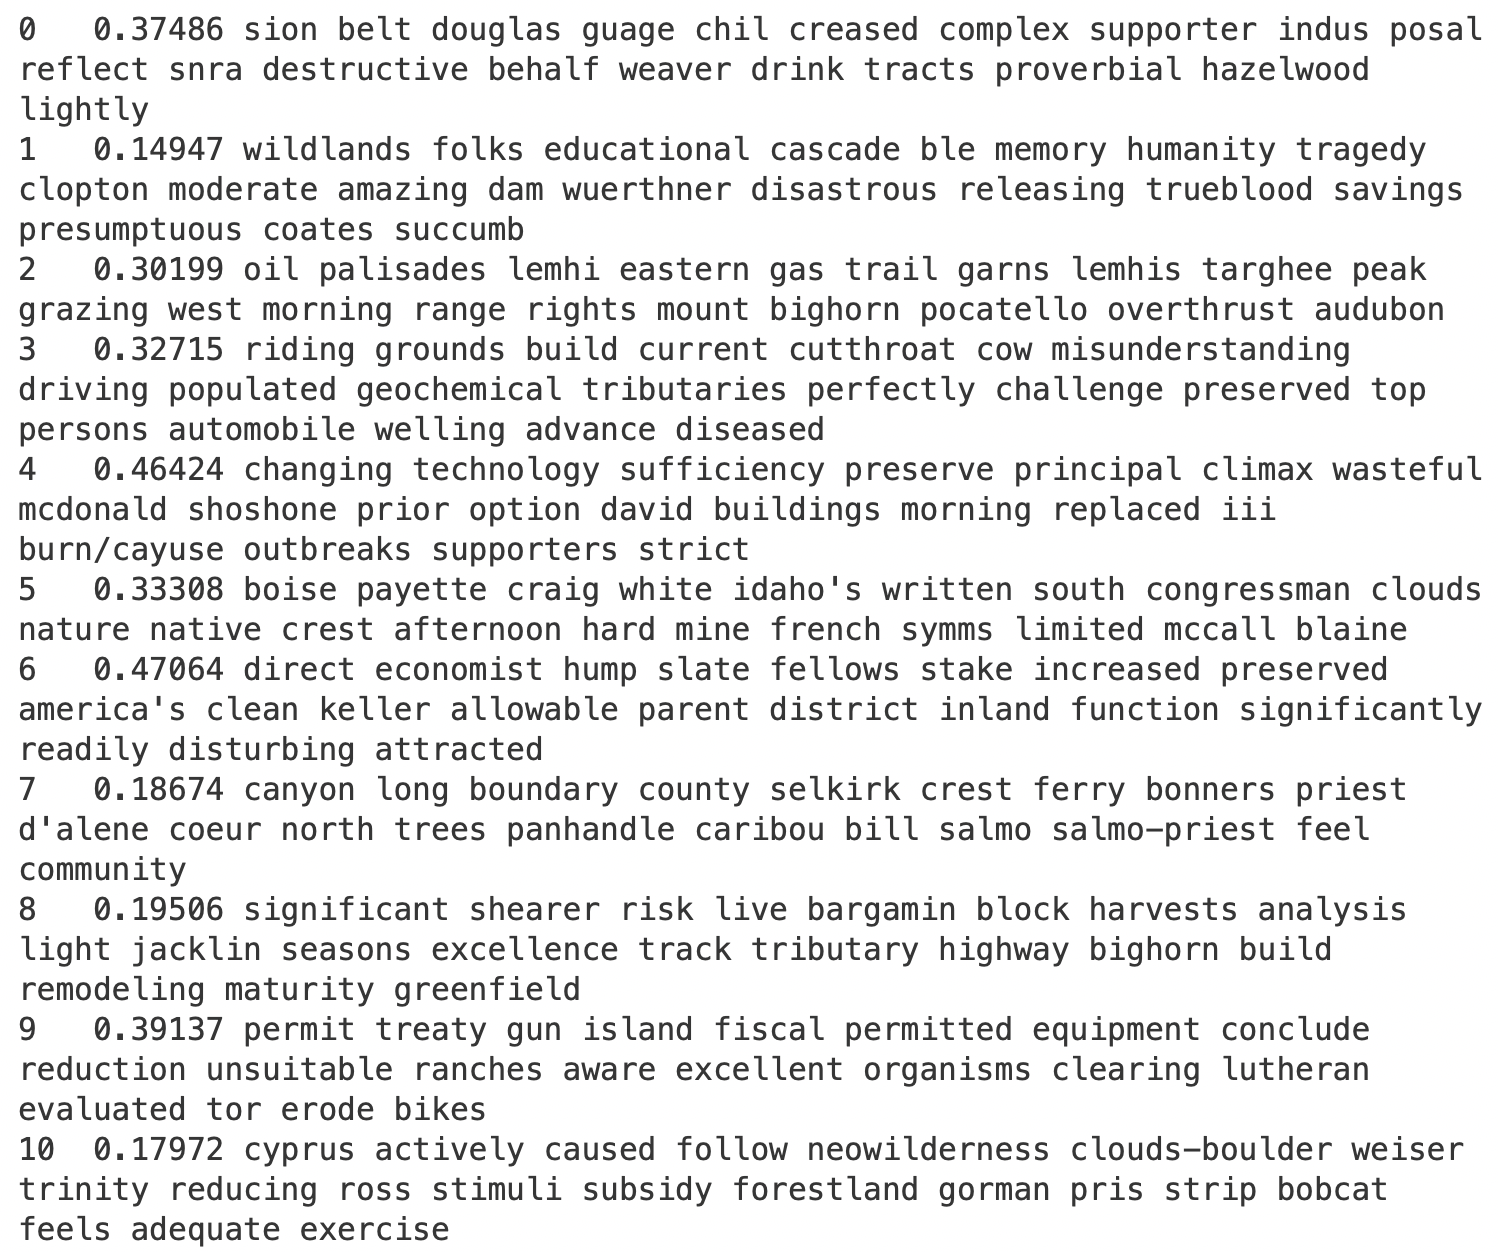 0   0.37486 sion belt douglas guage chil creased complex supporter indus posal
reflect snra destructive behalf weaver drink tracts proverbial hazelwood
lightly
1   0.14947 wildlands folks educational cascade ble memory humanity tragedy
clopton moderate amazing dam wuerthner disastrous releasing trueblood savings
presumptuous coates succumb
2   0.30199 oil palisades lemhi eastern gas trail garns lemhis targhee peak
grazing west morning range rights mount bighorn pocatello overthrust audubon
3   0.32715 riding grounds build current cutthroat cow misunderstanding
driving populated geochemical tributaries perfectly challenge preserved top
persons automobile welling advance diseased
4   0.46424 changing technology sufficiency preserve principal climax wasteful
mcdonald shoshone prior option david buildings morning replaced iii
burn/cayuse outbreaks supporters strict
5   0.33308 boise payette craig white idaho's written south congressman clouds
nature native crest afternoon hard mine french symms limited mccall blaine
6   0.47064 direct economist hump slate fellows stake increased preserved
america's clean keller allowable parent district inland function significantly
readily disturbing attracted
7   0.18674 canyon long boundary county selkirk crest ferry bonners priest
d'alene coeur north trees panhandle caribou bill salmo salmo-priest feel
community
8   0.19506 significant shearer risk live bargamin block harvests analysis
light jacklin seasons excellence track tributary highway bighorn build
remodeling maturity greenfield
9   0.39137 permit treaty gun island fiscal permitted equipment conclude
reduction unsuitable ranches aware excellent organisms clearing lutheran
evaluated tor erode bikes
10  0.17972 cyprus actively caused follow neowilderness clouds-boulder weiser
trinity reducing ross stimuli subsidy forestland gorman pris strip bobcat
feels adequate exercise